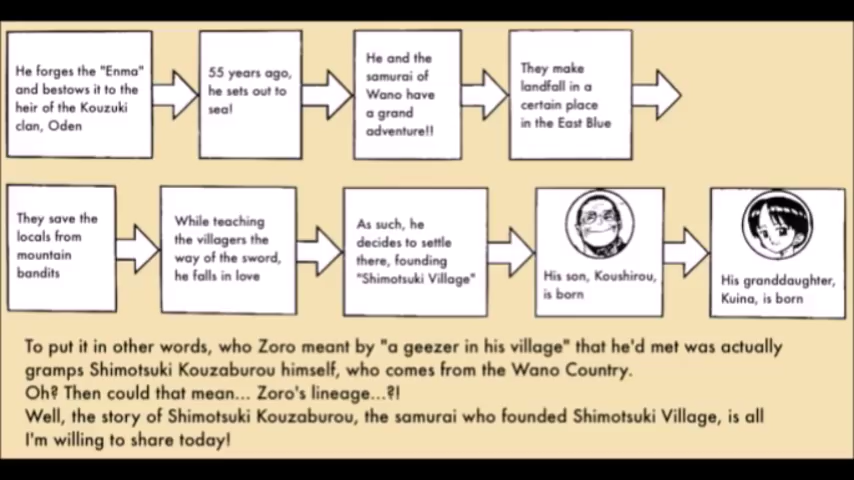 He forges the "Enma"
and bestows it to the
heir of the Kouzuki
clan, Oden
55 years ago,
he sets out to
sea!
He and the
samurai of
Wano have
a grand
adventure!!
They make
landfall in a
certain place
in the East Blue
They save the
locals from
mountain
bandits
While teaching
the villagers the
way of the sword,
he falls in love
As such, he
decides to settle
there, founding
"Shimotsuki Village"
His son, Koushirou,
is born
His granddaughter,
Kuina, is born
To put it in other words, who Zoro meant by "a geezer in his village" that he'd met was actually
gramps Shimotsuki Kouzaburou himself, who comes from the Wano Country.
Oh? Then could that mean... Zoro's lineage...?!
Well, the story of Shimotsuki Kouzaburou, the samurai who founded Shimotsuki Village, is all
I'm willing to share today!